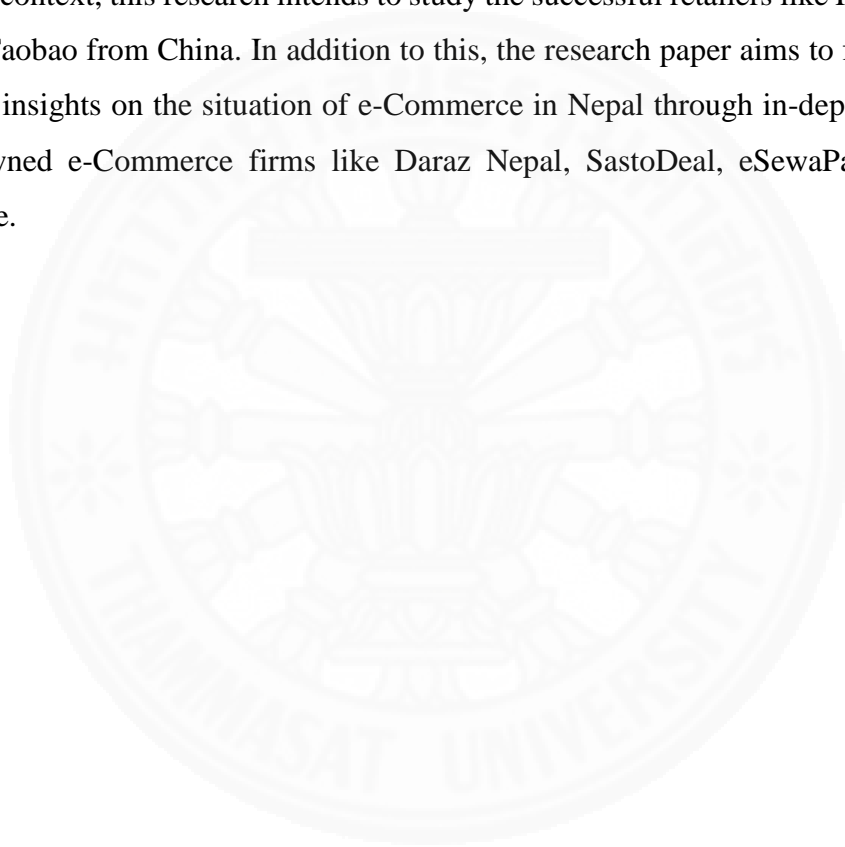 context, this research intends to study the successful retailers like
Taobao from China. In addition to this, the research paper aims to
insights on the situation of e-Commerce in Nepal through
e-Commerce firms like Daraz Nepal, SastoDeal,
THAMMASAT UNIVERSITY